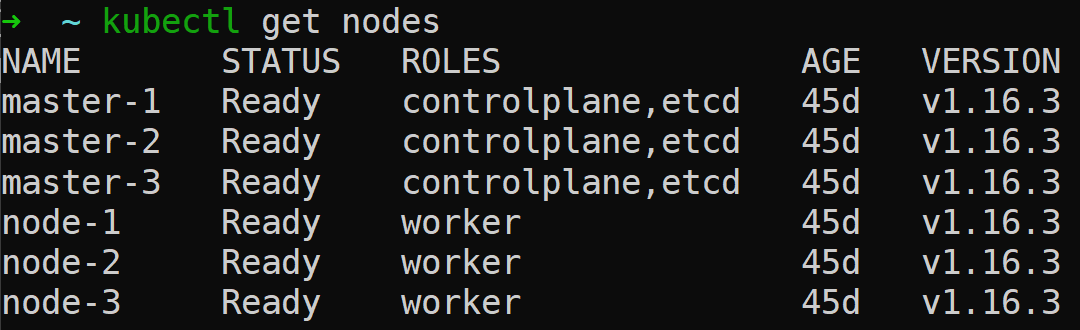 ➜  ~ kubectl get nodes
NAME       STATUS   ROLES               AGE   VERSION
master-1   Ready    controlplane,etcd   45d   v1.16.3
master-2   Ready    controlplane,etcd   45d   v1.16.3
master-3   Ready    controlplane,etcd   45d   v1.16.3
node-1     Ready    worker              45d   v1.16.3
node-2     Ready    worker              45d   v1.16.3
node-3     Ready    worker              45d   v1.16.3